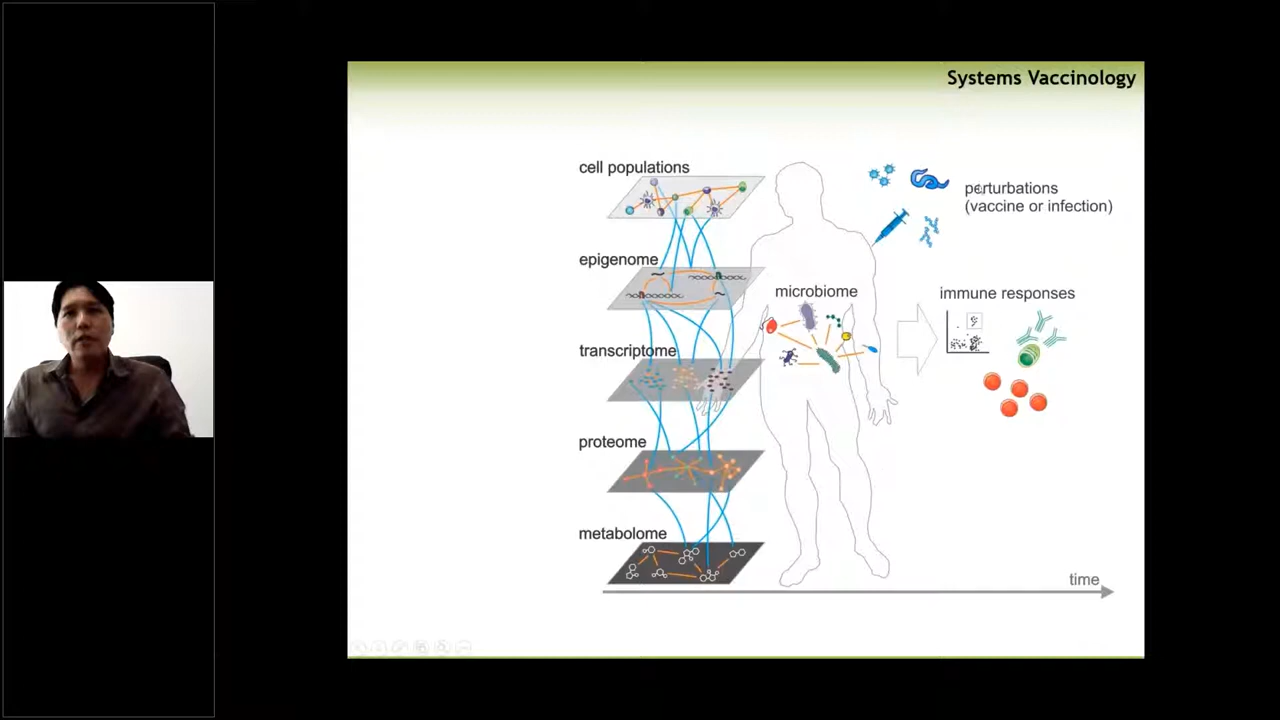 Systems Vaccinology
cell populations
epigenome
transcriptome
proteome
metabolome
microbiome
perturbations
(vaccine or infection)
immune responses
time